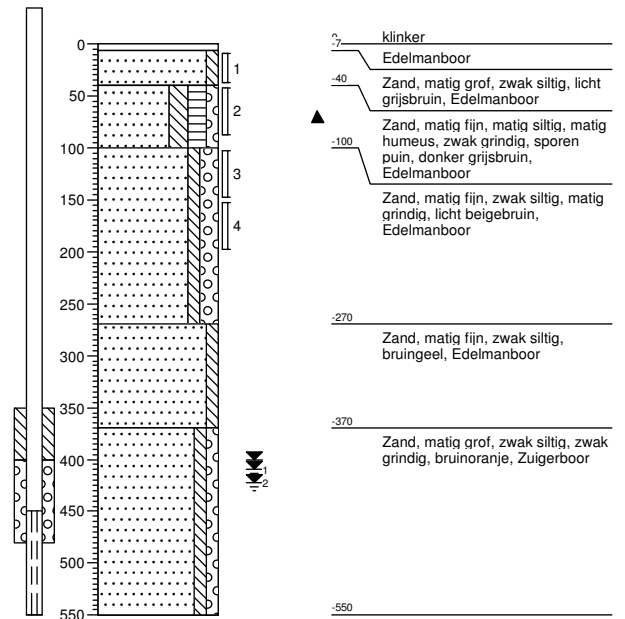 0
50
100
150
200
250
300
350
400
450
500
550
1
2
3
4
1
2
0
klinker
-7
Edelmanboor
-40
Zand, matig grof, zwak siltig, licht
grijsbruin, Edelmanboor
Zand, matig fijn, matig siltig, matig
humeus, zwak grindig, sporen
puin, donker grijsbruin,
Edelmanboor
-100
Zand, matig fijn, zwak siltig, matig
grindig, licht beigebruin,
Edelmanboor
-270
Zand, matig fijn, zwak siltig,
bruingeel, Edelmanboor
-370
Zand, matig grof, zwak siltig, zwak
grindig, bruinoranje, Zuigerboor
-550